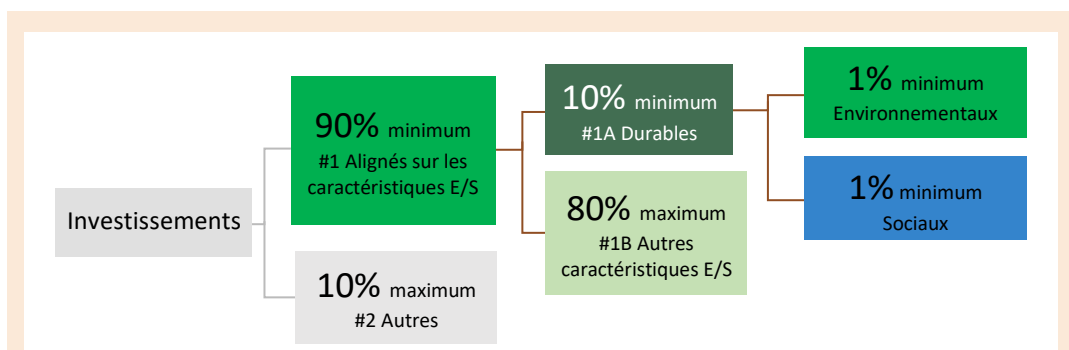 Investissements
90% minimum
#1 Alignés sur les
caractéristiques E/S
10% maximum
#2 Autres
10% minimum
#1A Durables
80% maximum
#1B Autres
caractéristiques E/S
1% minimum
Environnementaux
1% minimum
Sociaux